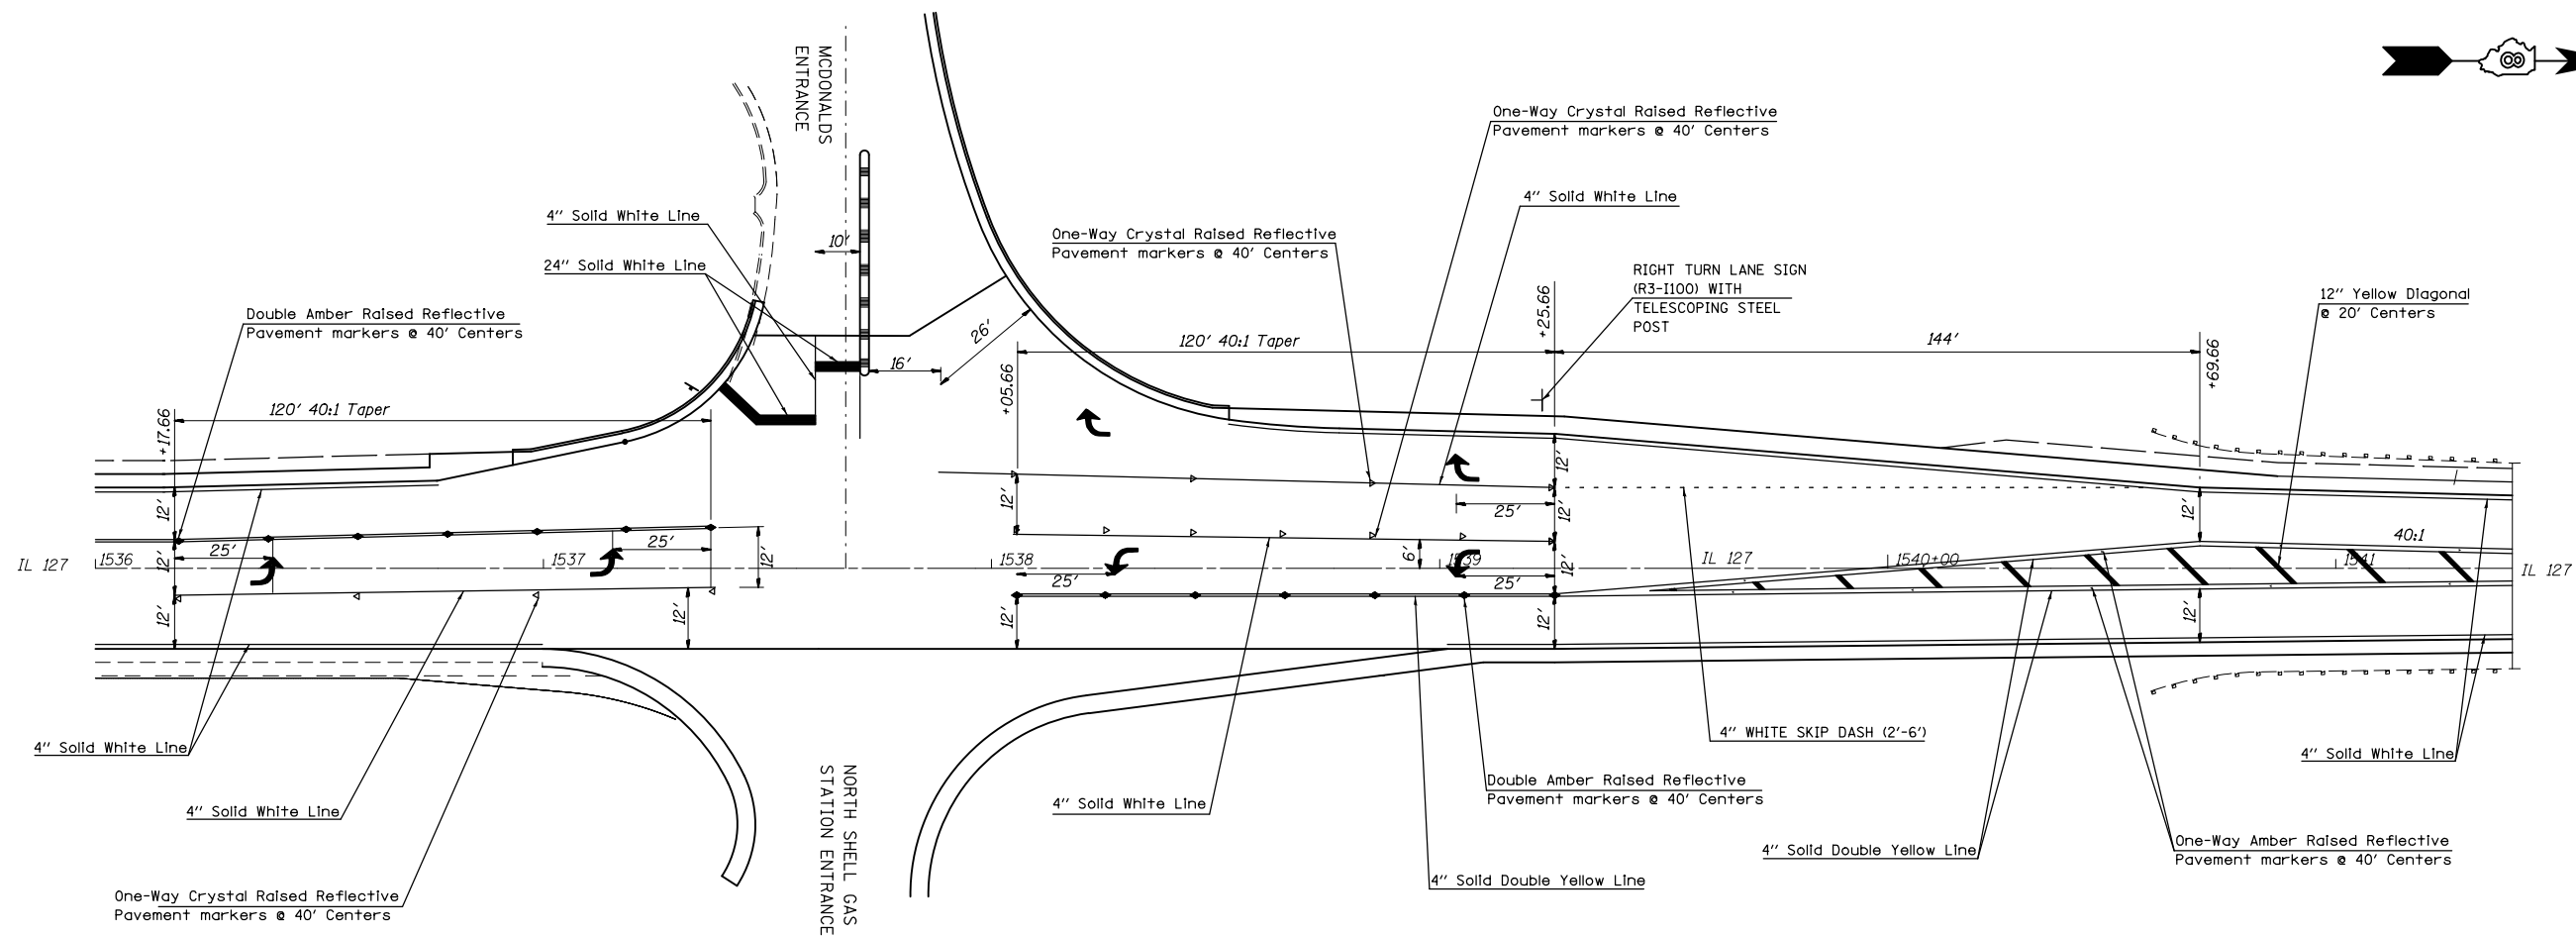 MCDONALDS
ENTRANCE
One-Way Crystal Raised Reflective
Pavement markers @ 40' Centers
4" Solid White Line
4" Solid White Line
One-Way Crystal Raised Reflective
Pavement markers @ 40' Centers
10'
24" Solid White Line
RIGHT TURN LANE SIGN
(R3-I100) WITH
TELESCOPING STEEL
POST
12" Yellow Diagonal
@ 20' Centers
Double Amber Raised Reflective
Pavement markers @ 40' Centers
+25.66
26'
120' 40:1 Taper
144'
16'
+05.66
+69.66
120' 40:1 Taper
+17.66
12'
12'
12'
12'
12'
12'
25'
40:1
25'
25'
12'
12'
6'
12'
IL 127
1536
1537
1538
1539
IL 127
1540+00
1541
IL 127
25'
25'
12'
12'
12'
12'
12'
4" WHITE SKIP DASH (2'-6')
4" Solid White Line
4" Solid White Line
NORTH SHELL GAS
STATION ENTRANCE
Double Amber Raised Reflective
Pavement markers @ 40' Centers
4" Solid White Line
4" Solid White Line
4" Solid Double Yellow Line
One-Way Amber Raised Reflective
Pavement markers @ 40' Centers
4" Solid Double Yellow Line
One-Way Crystal Raised Reflective
Pavement markers @ 40' Centers